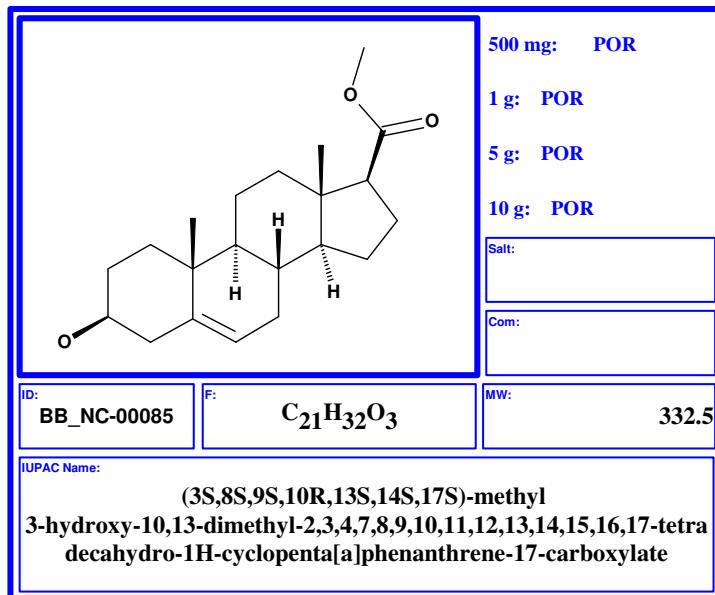 O
O
H
H
H
O
500 mg: POR
1 g: POR
5 g: POR
10 g: POR
Salt:
Com:
ID:
BB_NC-00085
F:
C21H32O3
MW:
332.5
IUPAC Name:
(3S,8S,9S,10R,13S,14S,17S)-methyl
3-hydroxy-10,13-dimethyl-2,3,4,7,8,9,10,11,12,13,14,15,16,17-tetra
decahydro-1H-cyclopenta[a]phenanthrene-17-carboxylate